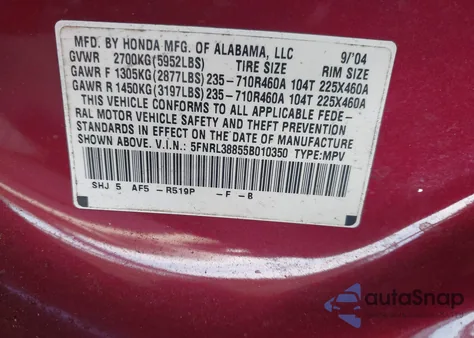 MFD. BY HONDA MFG. OF ALABAMA, LLC 9/'04
GVWR 2700KG(5952LBS) TIRE SIZE RIM SIZE
GAWR F 1305KG(2877LBS) 235-710R460A 104T 225X460A
GAWR R 1450KG(3197LBS) 235-710R460A 104T 225X460A
THIS VEHICLE CONFORMS TO ALL APPLICABLE FEDE-
RAL MOTOR VEHICLE SAFETY AND THEFT PREVENTION
STANDARDS IN EFFECT ON THE DATE OF MANUFACTURE
SHOWN ABOVE. V.I.N.: 5FNRL38855B010350 TYPE:MPV
SHJ 5 AF5 - R519P - F - B
autoSnap